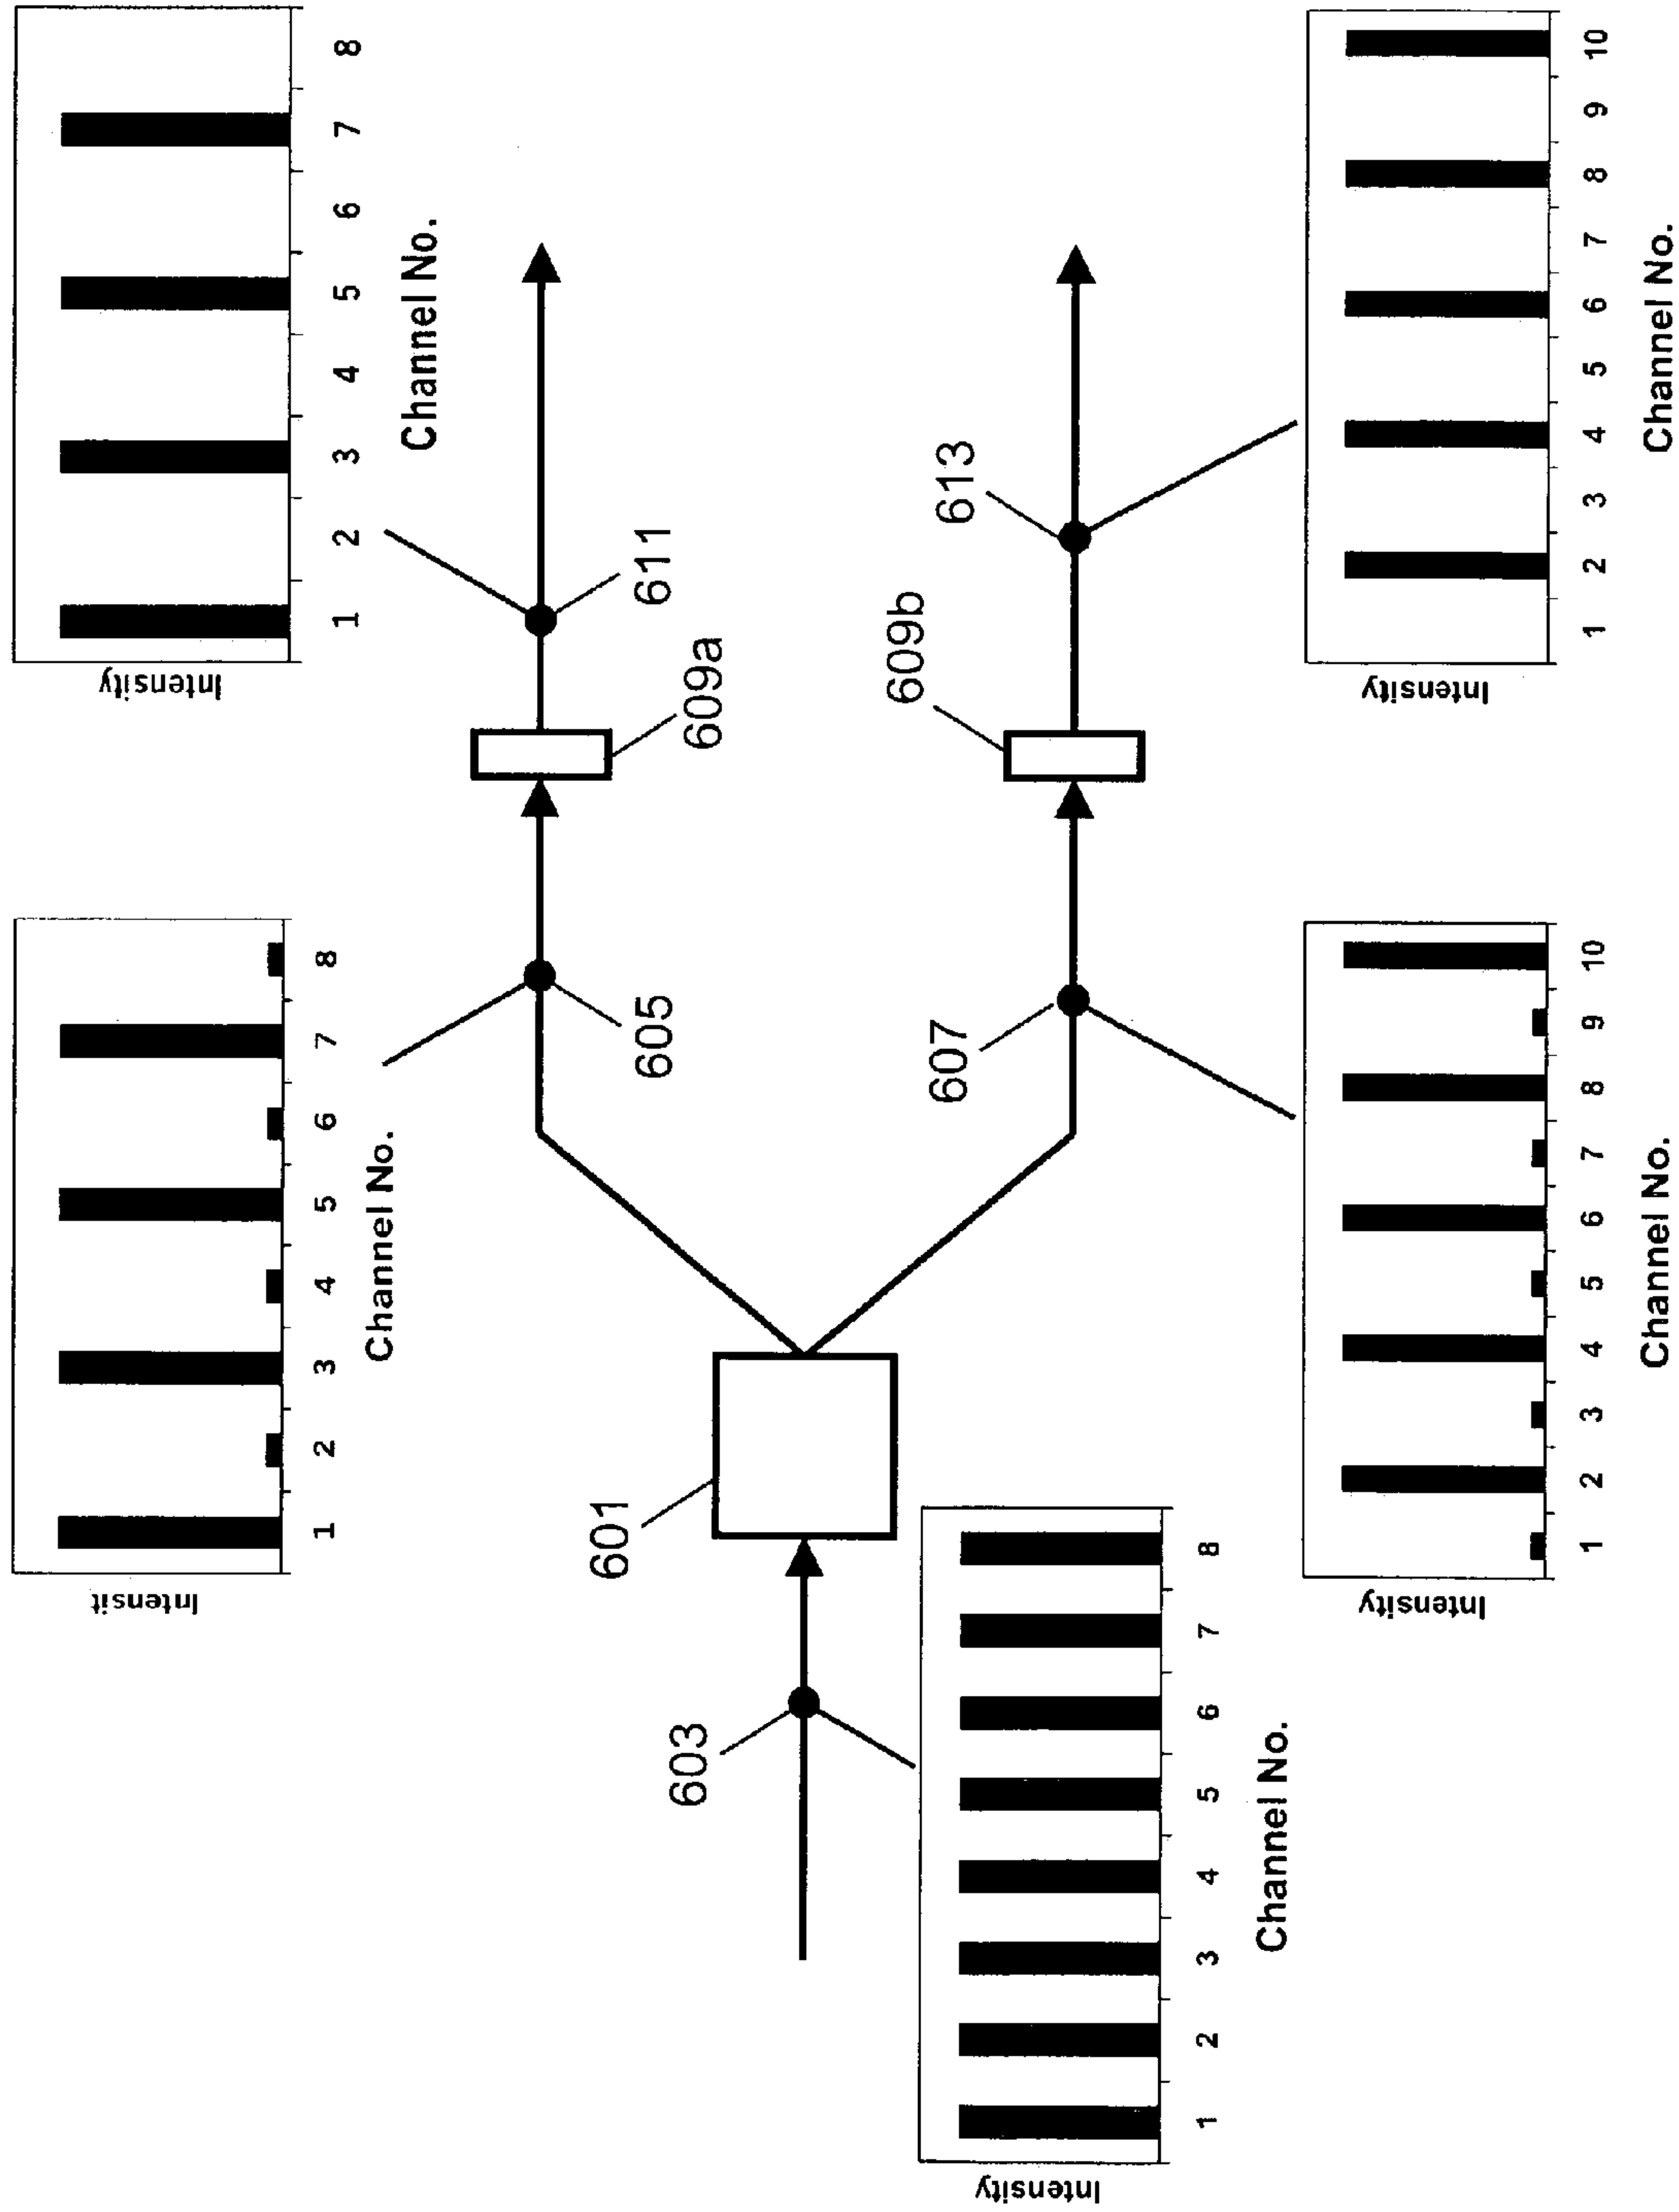 Intensit
1 2 3 4 5 6 7 8
Channel No.
Intensity
1 2 3 4 5 6 7 8
Channel No.
605
609a
611
601
603
Intensity
1 2 3 4 5 6 7 8
Channel No.
607
609b
613
Intensity
1 2 3 4 5 6 7 8 9 10
Channel No.
Intensity
1 2 3 4 5 6 7 8 9 10
Channel No.